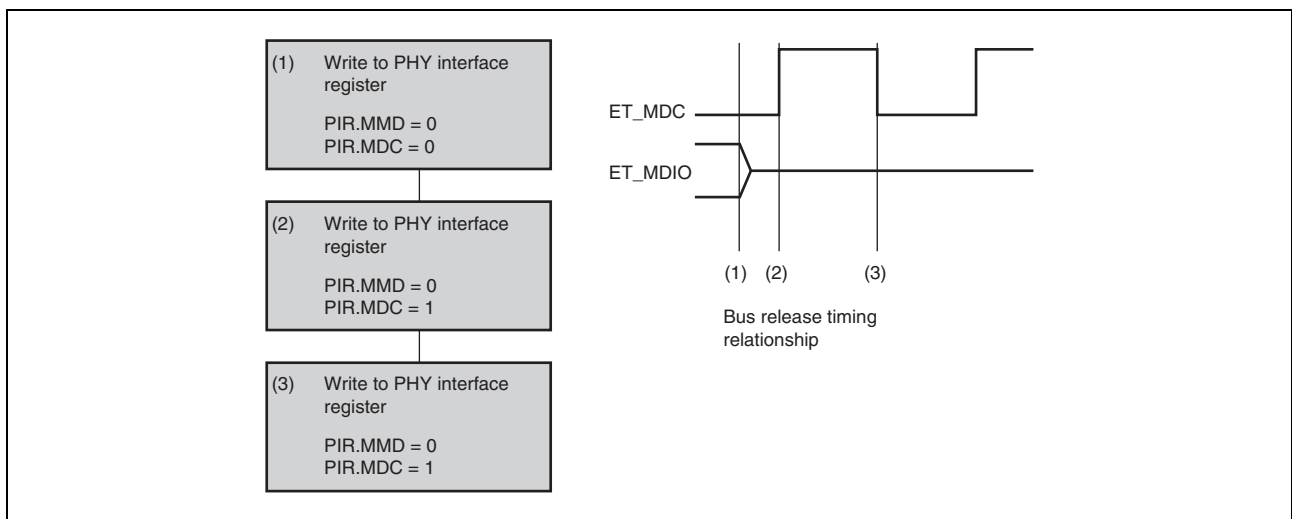 (1) Write to PHY interface
register
PIR.MMD = 0
PIR.MDC = 0
(2) Write to PHY interface
register
PIR.MMD = 0
PIR.MDC = 1
(3) Write to PHY interface
register
PIR.MMD = 0
PIR.MDC = 1
ET_MDC
ET_MDIO
(1) (2) (3)
Bus release timing
relationship